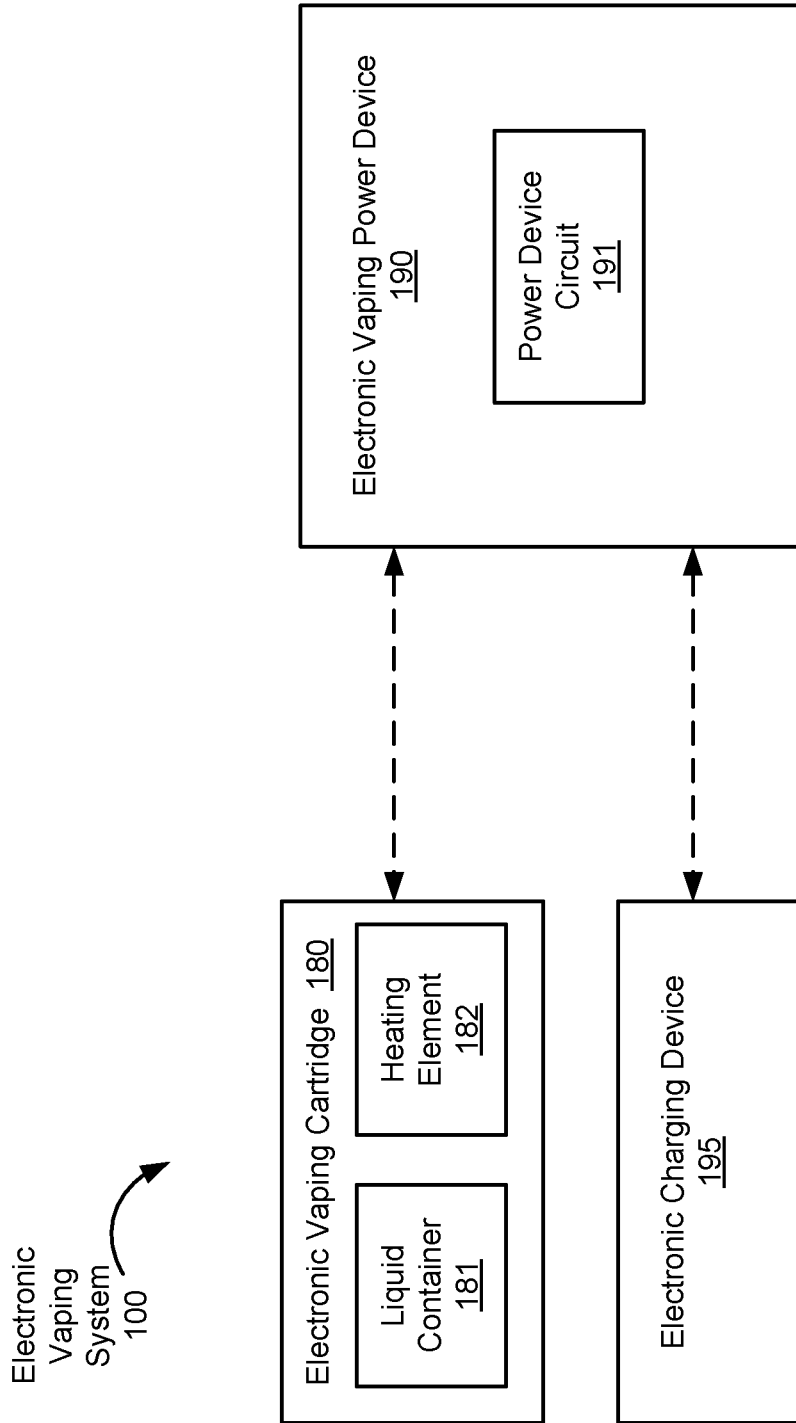 Electronic
Vaping
System
100
Electronic Vaping Cartridge 180
Liquid
Container
181
Heating
Element
182
Electronic Charging Device
195
Electronic Vaping Power Device
190
Power Device
Circuit
191